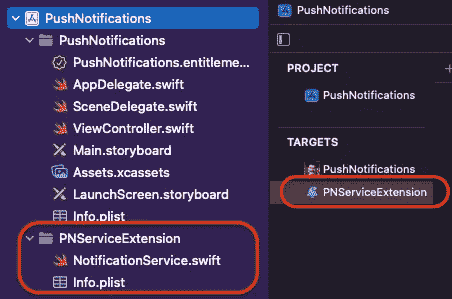 PushNotifications
PushNotifications
PushNotifications.entitleme...
AppDelegate.swift
SceneDelegate.swift
ViewController.swift
Main.storyboard
Assets.xcassets
LaunchScreen.storyboard
Info.plist
PNServiceExtension
NotificationService.swift
Info.plist
PushNotifications
PROJECT
PushNotifications
TARGETS
PushNotifications
PNServiceExtension